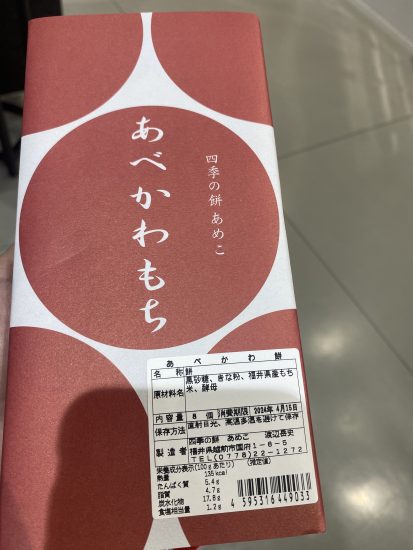 あべかわもち
四季の餅 あめこ
あべかわ餅
名 称 餅
原材料名 黒砂糖、きな粉、福井県産もち
米、酵母
内容量 8 個 消費期限 2024年 4月15日
保存方法 直射日光、高温多湿を避けて保存
製造者 四季の餅 あめこ 渡辺長史
福井県越前市国府1-8-5
TEL(0778)22-1272
栄養成分表示(100gあたり) (推定値)
熱量 135kcal
たんぱく質 5.4g
脂質 4.7g
炭水化物 17.8g
食塩相当量 1.2g
4595316449033